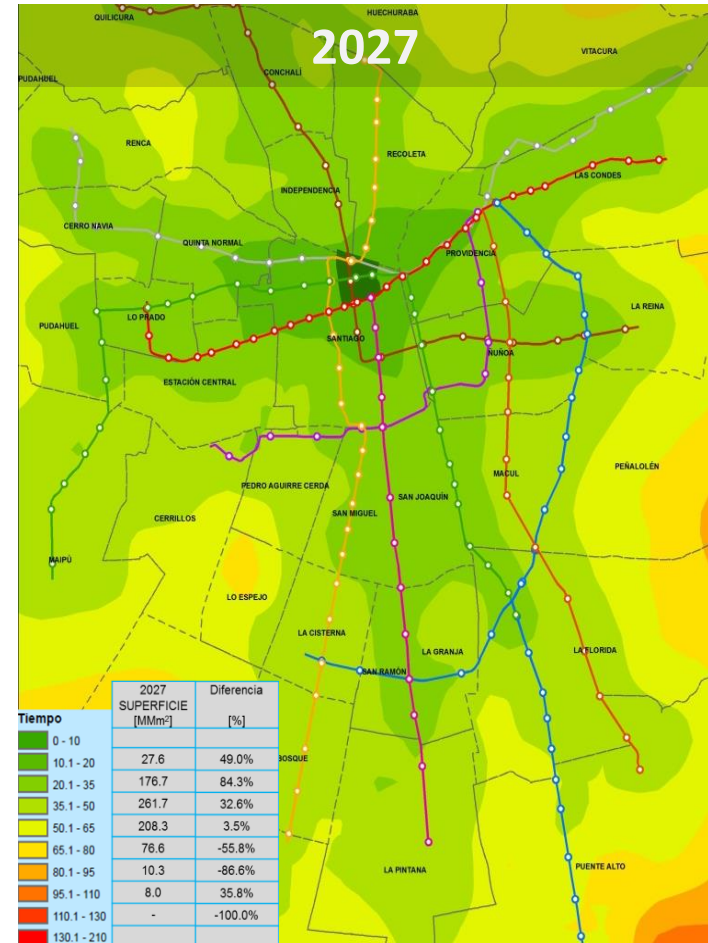 2027
QUILICURA
HUECHURABA
VITACURA
CONCHALÍ
PUDAHUEL
RENCA
RECOLETA
LAS CONDES
INDEPENDENCIA
CERRO NAVIA
QUINTA NORMAL
PROVIDENCIA
LA REINA
LO PRADO
PUDAHUEL
SANTIAGO
ÑUÑOA
ESTACIÓN CENTRAL
PEÑALOLÉN
MACUL
PEDRO AGUIRRE CERDA
SAN JOAQUÍN
SAN MIGUEL
CERRILLOS
MAIPÚ
LO ESPEJO
LA CISTERNA
LA GRANJA
LA FLORIDA
SAN RAMÓN
BOSQUE
LA PINTANA
PUENTE ALTO
Tiempo
0 - 10
10.1 - 20
20.1 - 35
35.1 - 50
50.1 - 65
65.1 - 80
80.1 - 95
95.1 - 110
110.1 - 130
130.1 - 210
2027 Diferencia
SUPERFICIE
[MMm²] [%]
27.6 49.0%
176.7 84.3%
261.7 32.6%
208.3 3.5%
76.6 -55.8%
10.3 -86.6%
8.0 35.8%
- -100.0%